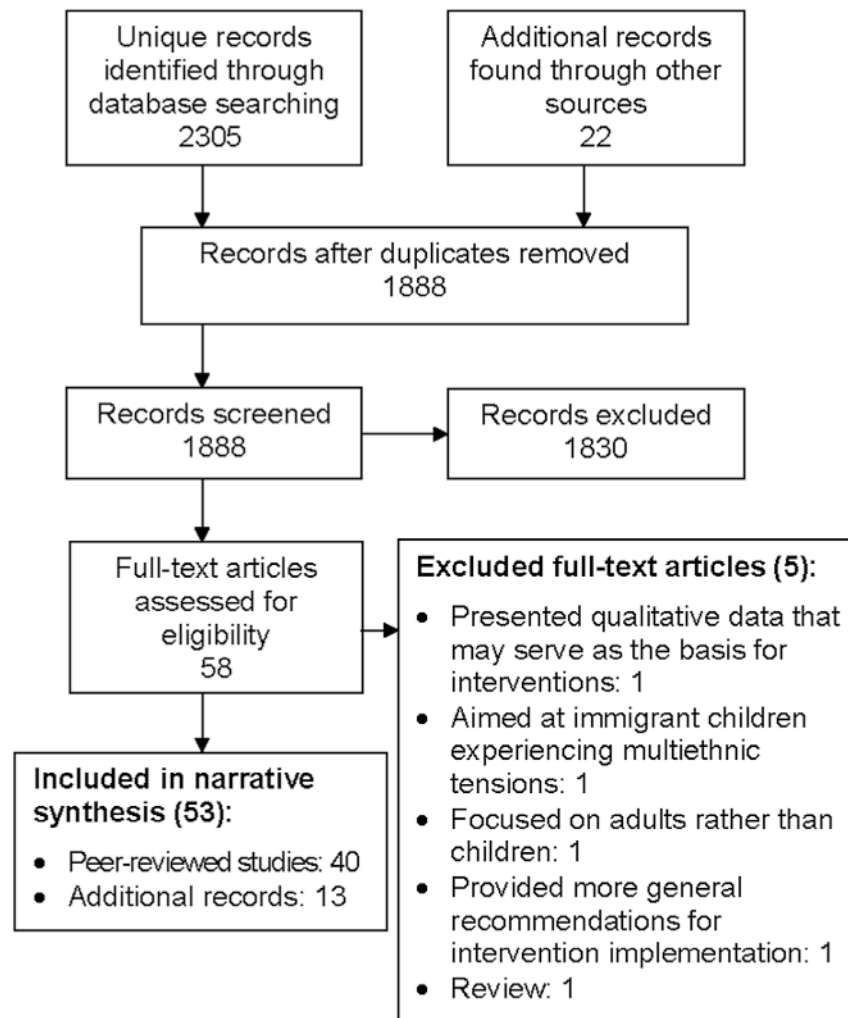 Unique records
identified through
database searching
2305
Additional records
found through other
sources
22
Records after duplicates removed
1888
Records screened
1888
Records excluded
1830
Full-text articles
assessed for
eligibility
58
Excluded full-text articles (5):
• Presented qualitative data that
may serve as the basis for
interventions: 1
• Aimed at immigrant children
experiencing multiethnic
tensions: 1
• Focused on adults rather than
children: 1
• Provided more general
recommendations for
intervention implementation: 1
• Review: 1
Included in narrative
synthesis (53):
• Peer-reviewed studies: 40
• Additional records: 13